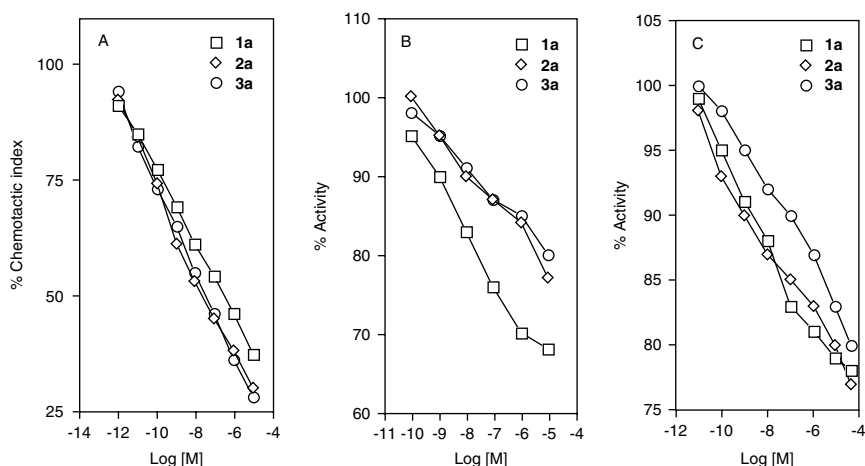 A
1a
2a
3a
% Chemotactic index
100
75
50
25
-14 -12 -10 -8 -6 -4
Log [M]
B
1a
2a
3a
% Activity
110
100
90
80
70
60
-11 -10 -9 -8 -7 -6 -5 -4
Log [M]
C
1a
2a
3a
% Activity
105
100
95
90
85
80
75
-12 -10 -8 -6 -4
Log [M]